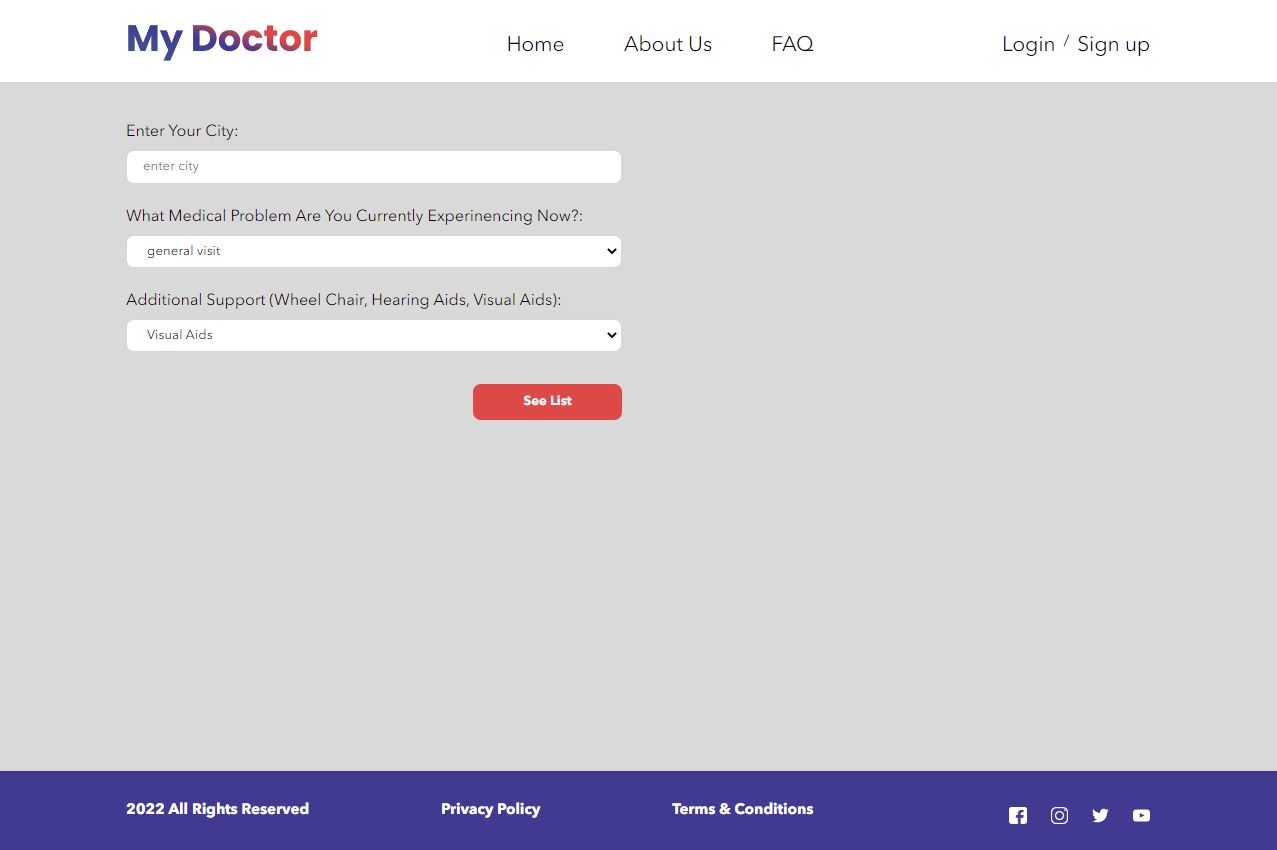 My Doctor
Home About Us FAQ Login / Sign up
Enter Your City:
enter city
What Medical Problem Are You Currently Experinencing Now?:
general visit
Additional Support (Wheel Chair, Hearing Aids, Visual Aids):
Visual Aids
See List
2022 All Rights Reserved Privacy Policy Terms & Conditions